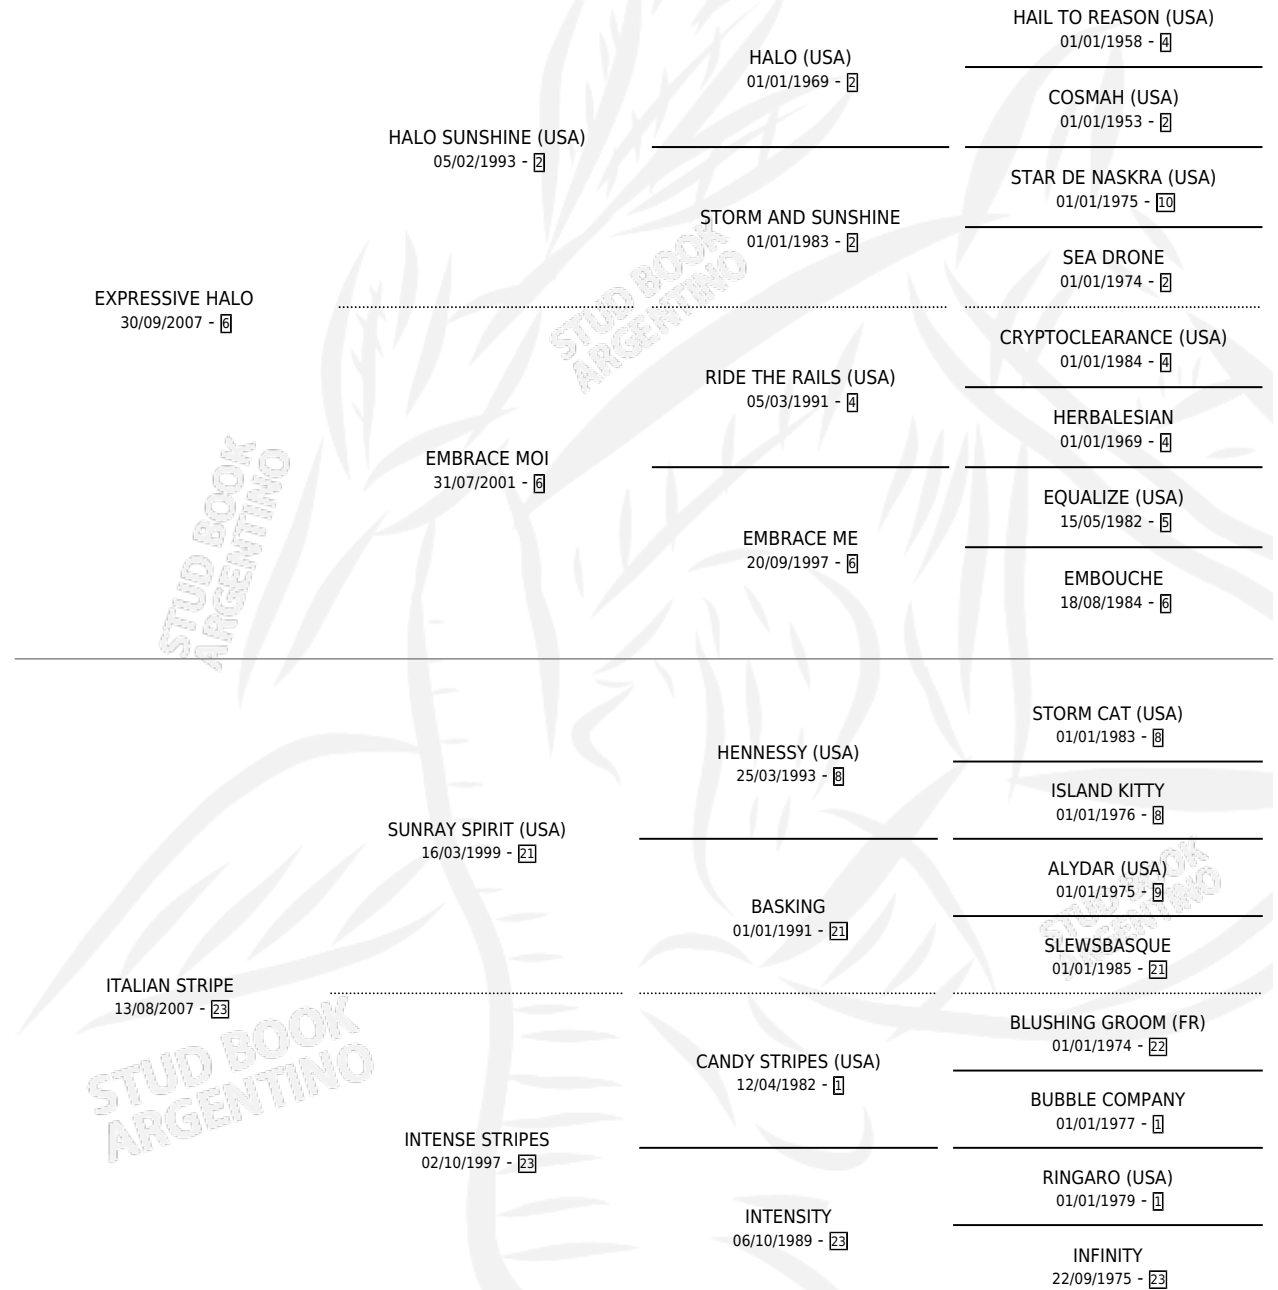 HAIL TO REASON (USA)
01/01/1958 - 4
HALO (USA)
01/01/1969 - 2
COSMAH (USA)
01/01/1953 - 2
HALO SUNSHINE (USA)
05/02/1993 - 2
STAR DE NASKRA (USA)
01/01/1975 - 10
STORM AND SUNSHINE
01/01/1983 - 2
SEA DRONE
01/01/1974 - 2
EXPRESSIVE HALO
30/09/2007 - 6
STUD BOOK
ARGENTINO
CRYPTOCLEARANCE (USA)
01/01/1984 - 4
RIDE THE RAILS (USA)
05/03/1991 - 4
HERBALESIAN
01/01/1969 - 4
EMBRACE MOI
31/07/2001 - 6
STUD BOOK
ARGENTINO
EQUALIZE (USA)
15/05/1982 - 5
EMBRACE ME
20/09/1997 - 6
EMBOUCHE
18/08/1984 - 6
STORM CAT (USA)
01/01/1983 - 8
HENNESSY (USA)
25/03/1993 - 8
ISLAND KITTY
01/01/1976 - 8
SUNRAY SPIRIT (USA)
16/03/1999 - 21
ALYDAR (USA)
01/01/1975 - 9
STUD BOOK
ARGENTINO
BASKING
01/01/1991 - 21
SLEWSBASQUE
01/01/1985 - 21
ITALIAN STRIPE
13/08/2007 - 23
STUD BOOK
ARGENTINO
BLUSHING GROOM (FR)
01/01/1974 - 22
CANDY STRIPES (USA)
12/04/1982 - 1
BUBBLE COMPANY
01/01/1977 - 1
INTENSE STRIPES
02/10/1997 - 23
RINGARO (USA)
01/01/1979 - 1
INTENSITY
06/10/1989 - 23
INFINITY
22/09/1975 - 23